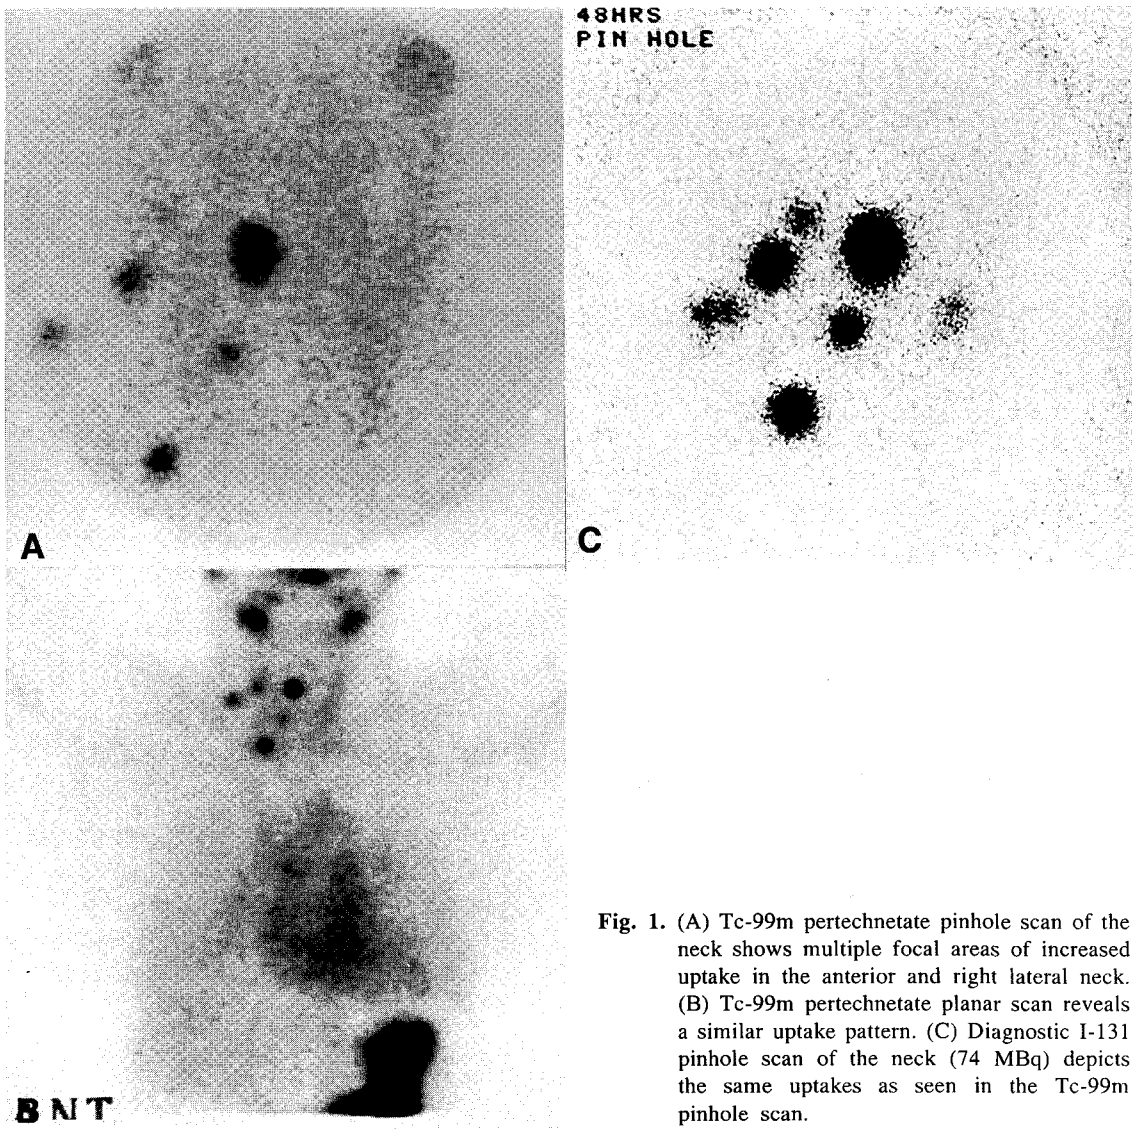 48HRS
PIN HOLE
A
C
BNT
Fig. 1. (A) Tc-99m pertechnetate pinhole scan of the
neck shows multiple focal areas of increased
uptake in the anterior and right lateral neck.
(B) Tc-99m pertechnetate planar scan reveals
a similar uptake pattern. (C) Diagnostic I-131
pinhole scan of the neck (74 MBq) depicts
the same uptakes as seen in the Tc-99m
pinhole scan.